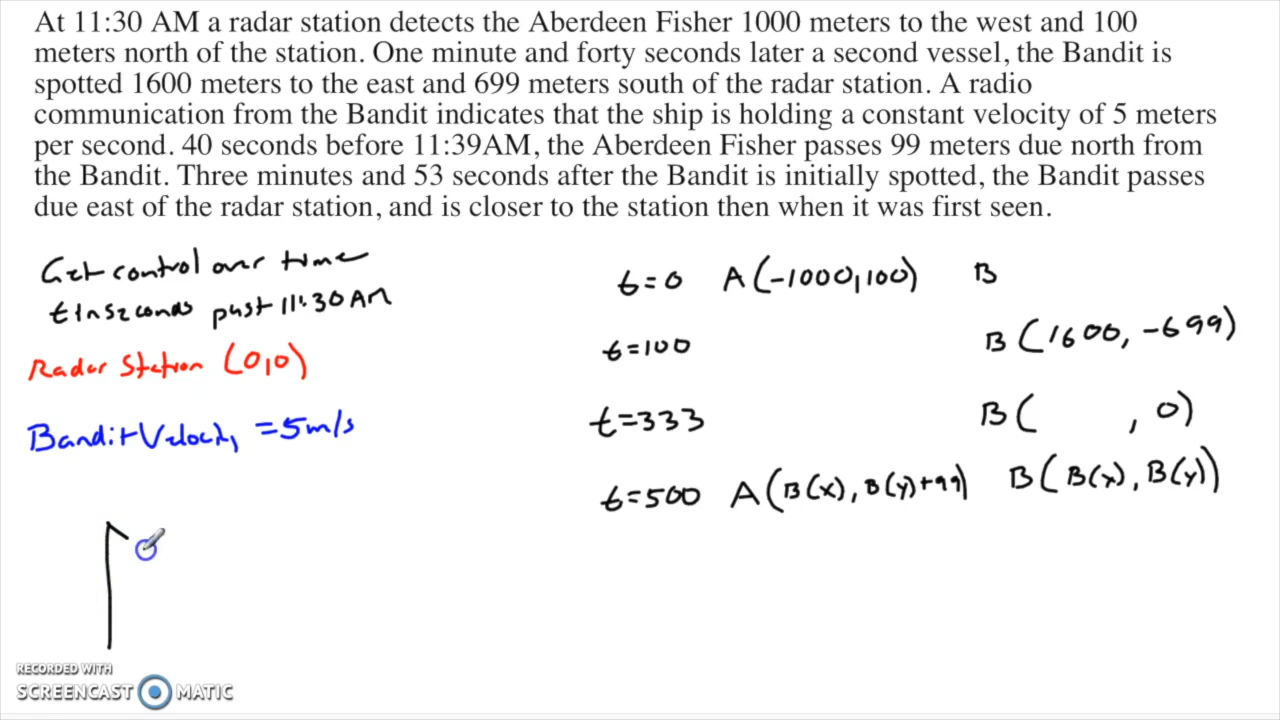 At 11:30 AM a radar station detects the Aberdeen Fisher 1000 meters to the west and 100
meters north of the station. One minute and forty seconds later a second vessel, the Bandit is
spotted 1600 meters to the east and 699 meters south of the radar station. A radio
communication from the Bandit indicates that the ship is holding a constant velocity of 5 meters
per second. 40 seconds before 11:39AM, the Aberdeen Fisher passes 99 meters due north from
the Bandit. Three minutes and 53 seconds after the Bandit is initially spotted, the Bandit passes
due east of the radar station, and is closer to the station then when it was first seen.
Get control over time
t in seconds past 11:30 AM
Radar Station (0,0)
Bandit Velocity = 5m/s
t=0 A(-1000,100) B
t=100 B(1600, -699)
t=333 B( , 0)
t=500 A(B(x), B(y)+99) B(B(x), B(y))
RECORDED WITH
SCREENCAST MATIC